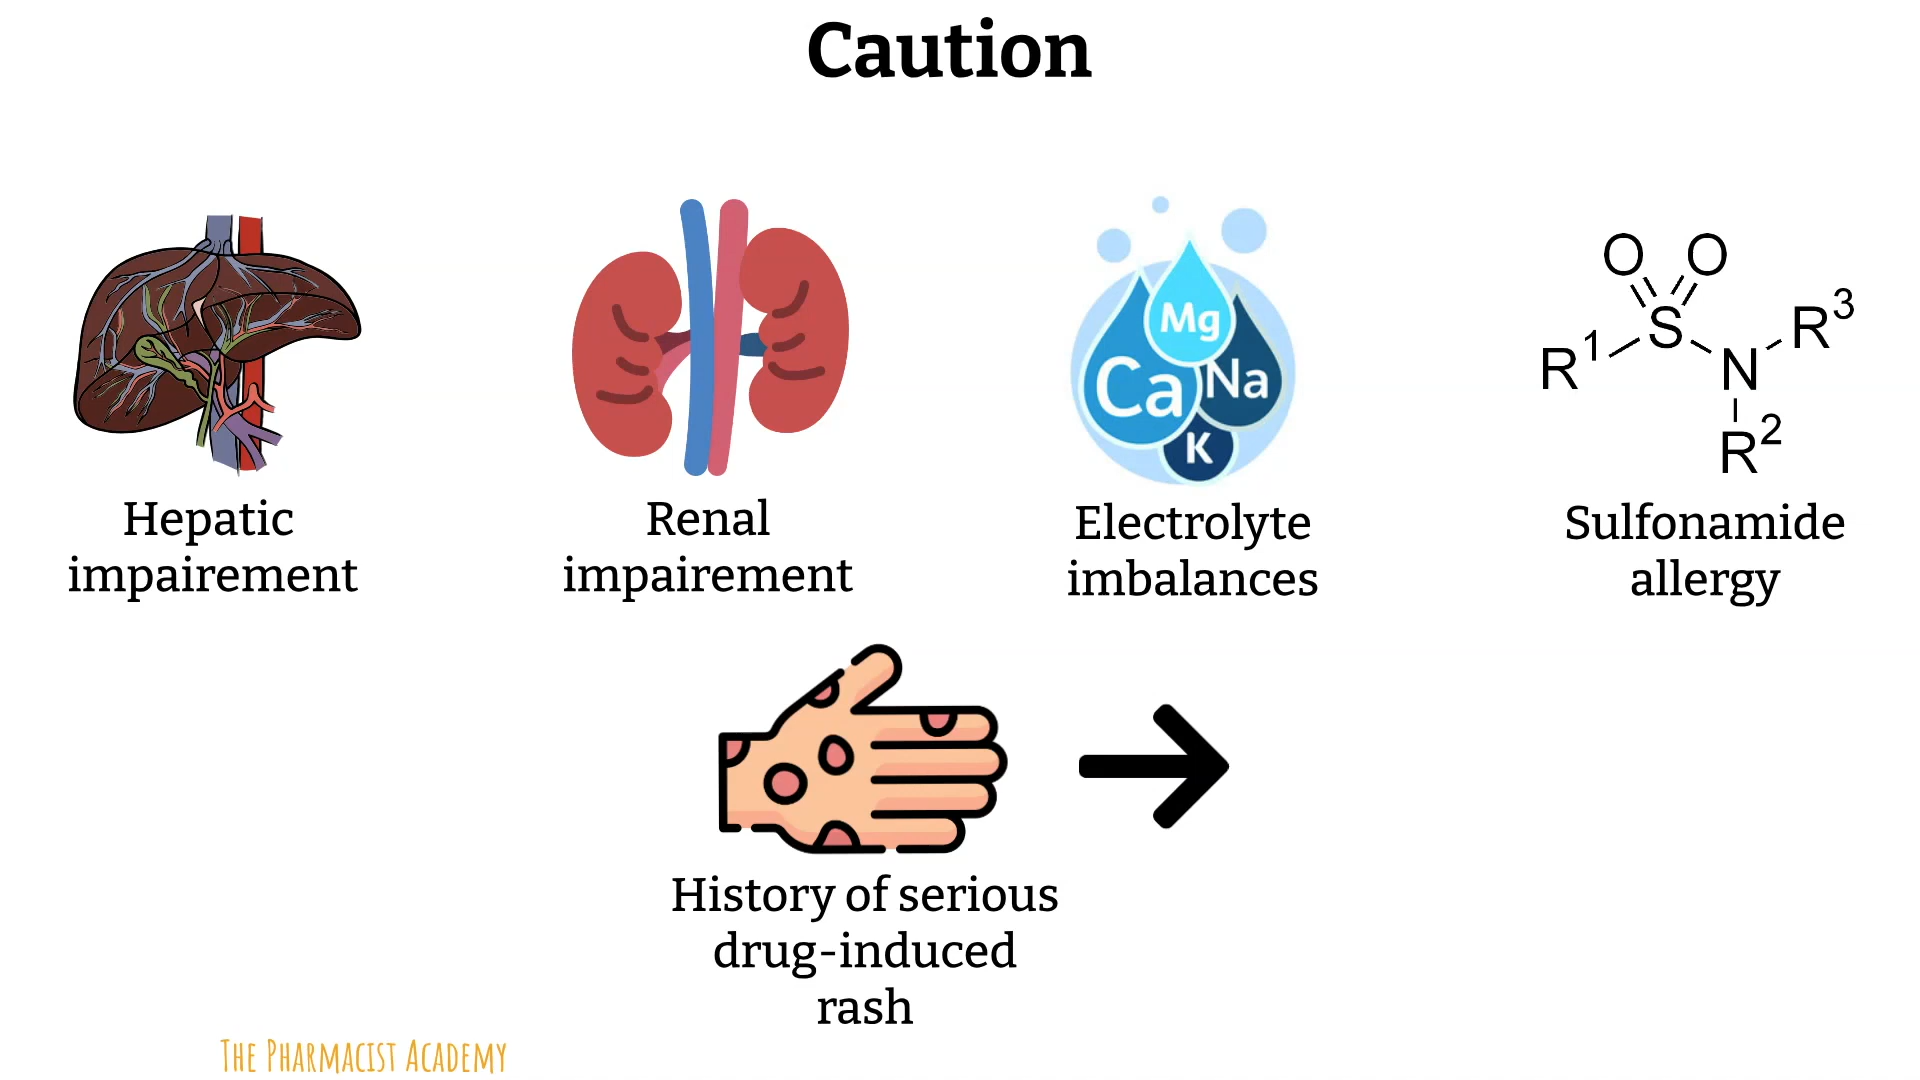 Caution
Mg
Ca
Na
K
O O
S
R1
N
R3
R2
Hepatic
impairement
Renal
impairement
Electrolyte
imbalances
Sulfonamide
allergy
History of serious
drug-induced
rash
THE PHARMACIST ACADEMY